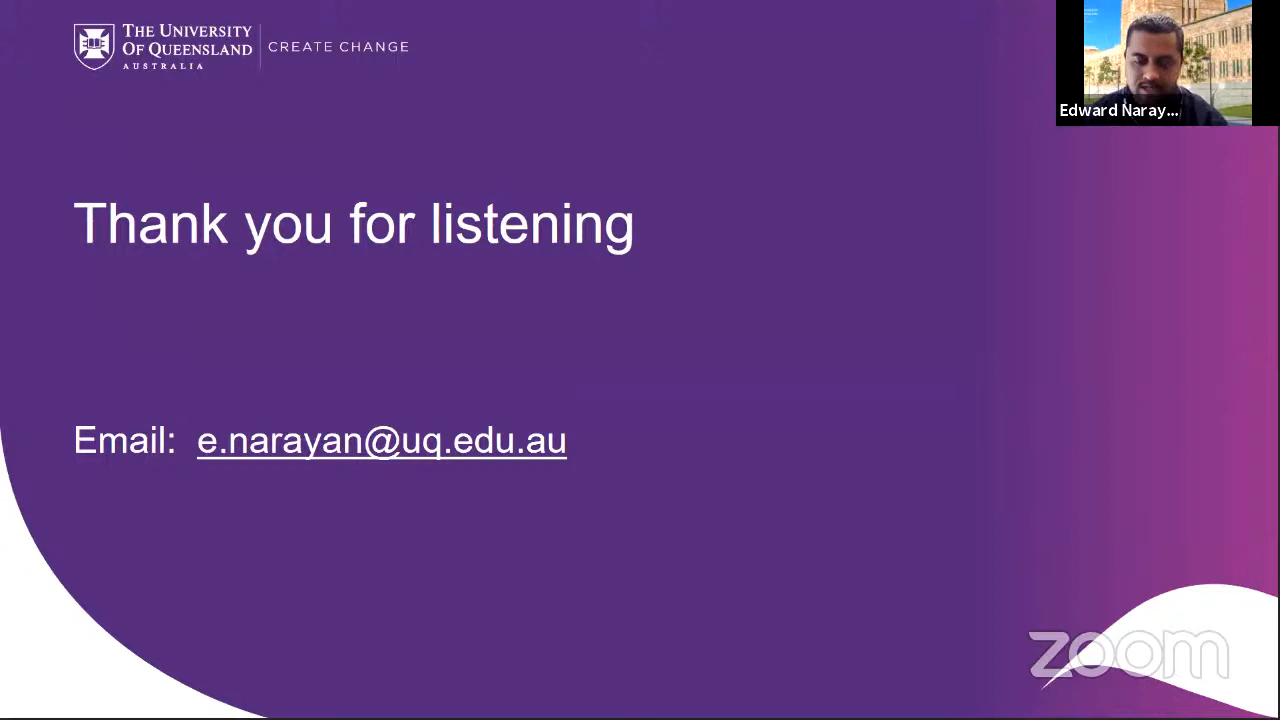 THE UNIVERSITY
OF QUEENSLAND
AUSTRALIA
CREATE CHANGE
Edward Naray...
Thank you for listening
Email: e.narayan@uq.edu.au
zoom